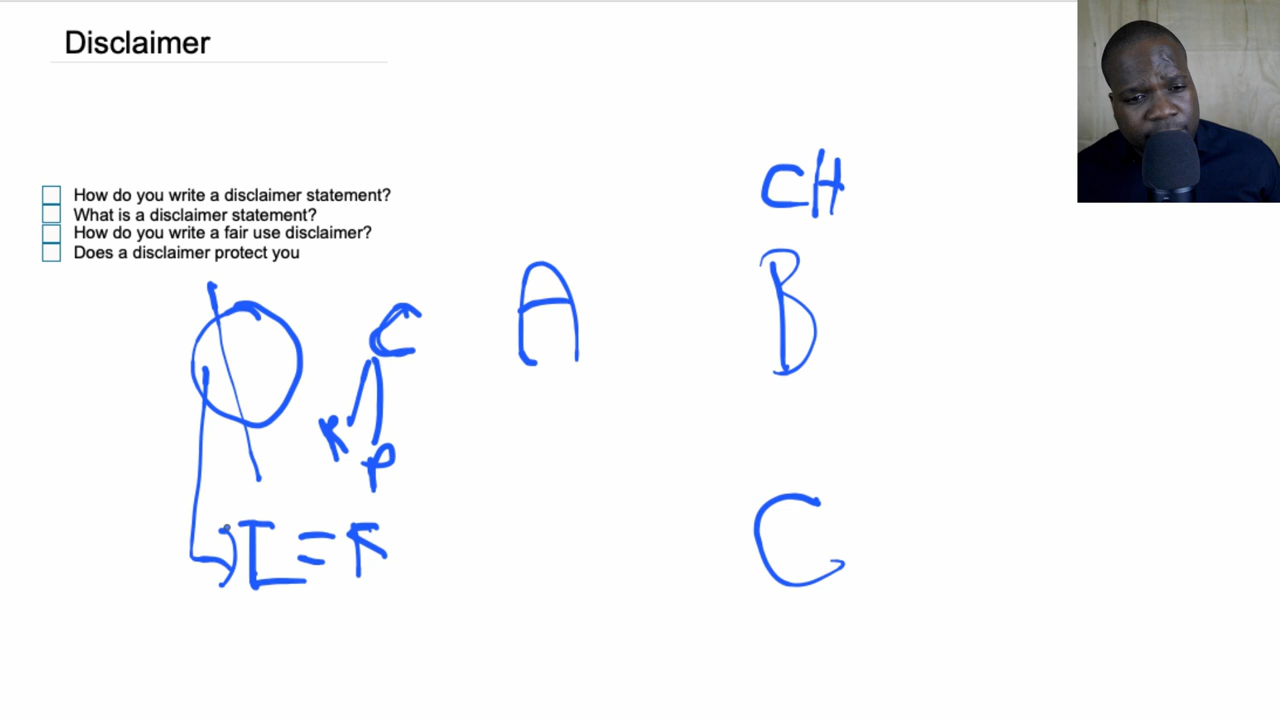 Disclaimer
How do you write a disclaimer statement?
What is a disclaimer statement?
How do you write a fair use disclaimer?
Does a disclaimer protect you
CH
A
B
C
R
P
I = F
C